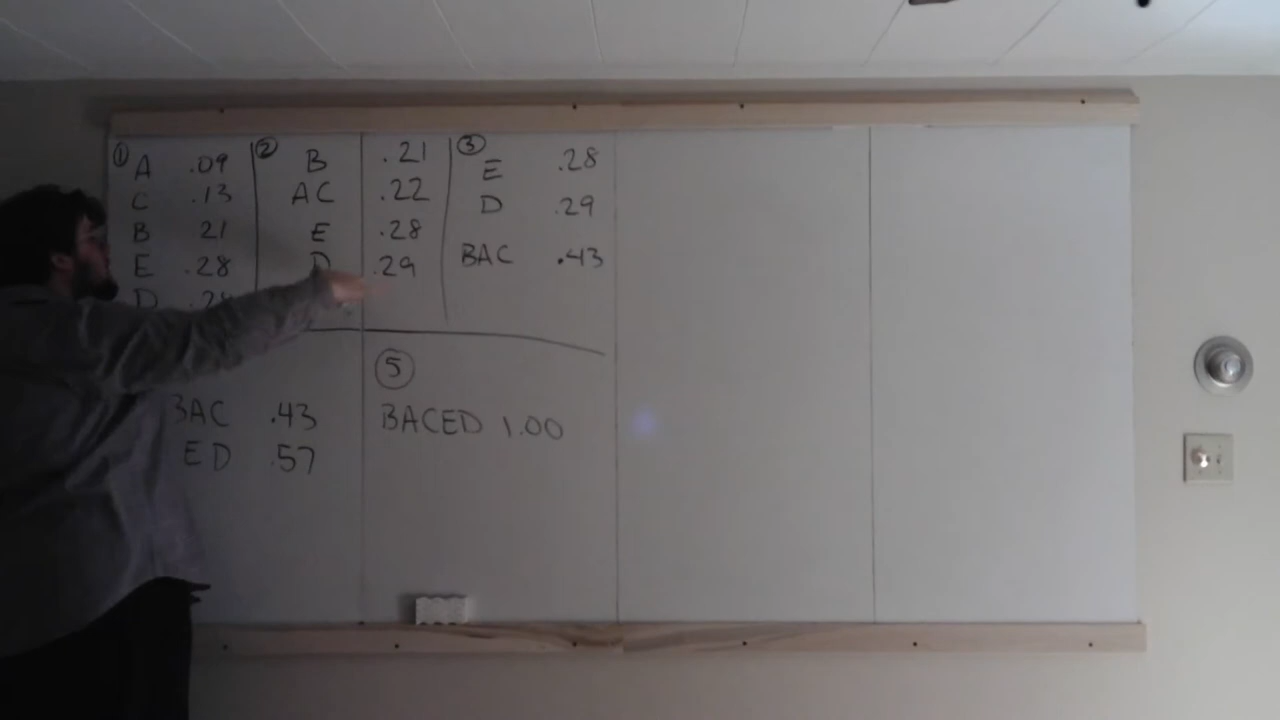 ①
A .09
C .13
B 21
E .28
D
②
B .21
AC .22
E .28
D .29
③
E .28
D .29
BAC .43
BAC .43
ED .57
⑤
BACED 1.00